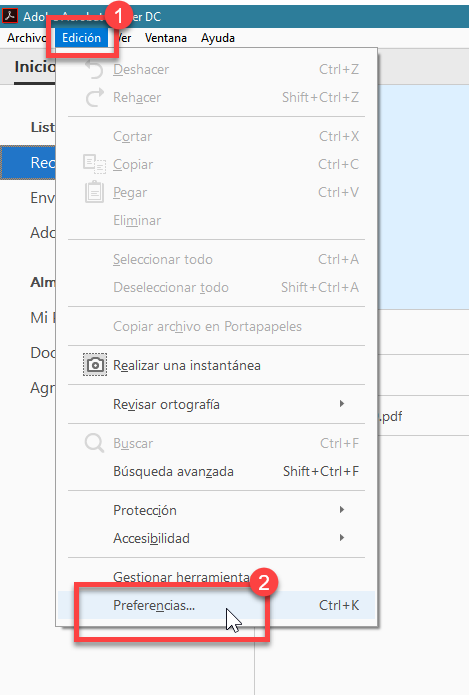 Adobe Acrobat Reader DC
1
Archivo Edición Ver Ventana Ayuda
Inicio
Deshacer Ctrl+Z
Rehacer Shift+Ctrl+Z
List
Cortar Ctrl+X
Rec
Copiar Ctrl+C
Env
Pegar Ctrl+V
Ado
Eliminar
Seleccionar todo Ctrl+A
Alm
Deseleccionar todo Shift+Ctrl+A
Mi
Copiar archivo en Portapapeles
Doc
Realizar una instantánea
Agr
Revisar ortografía
.pdf
Buscar Ctrl+F
Búsqueda avanzada Shift+Ctrl+F
Protección
Accesibilidad
Gestionar herramienta
2
Preferencias... Ctrl+K